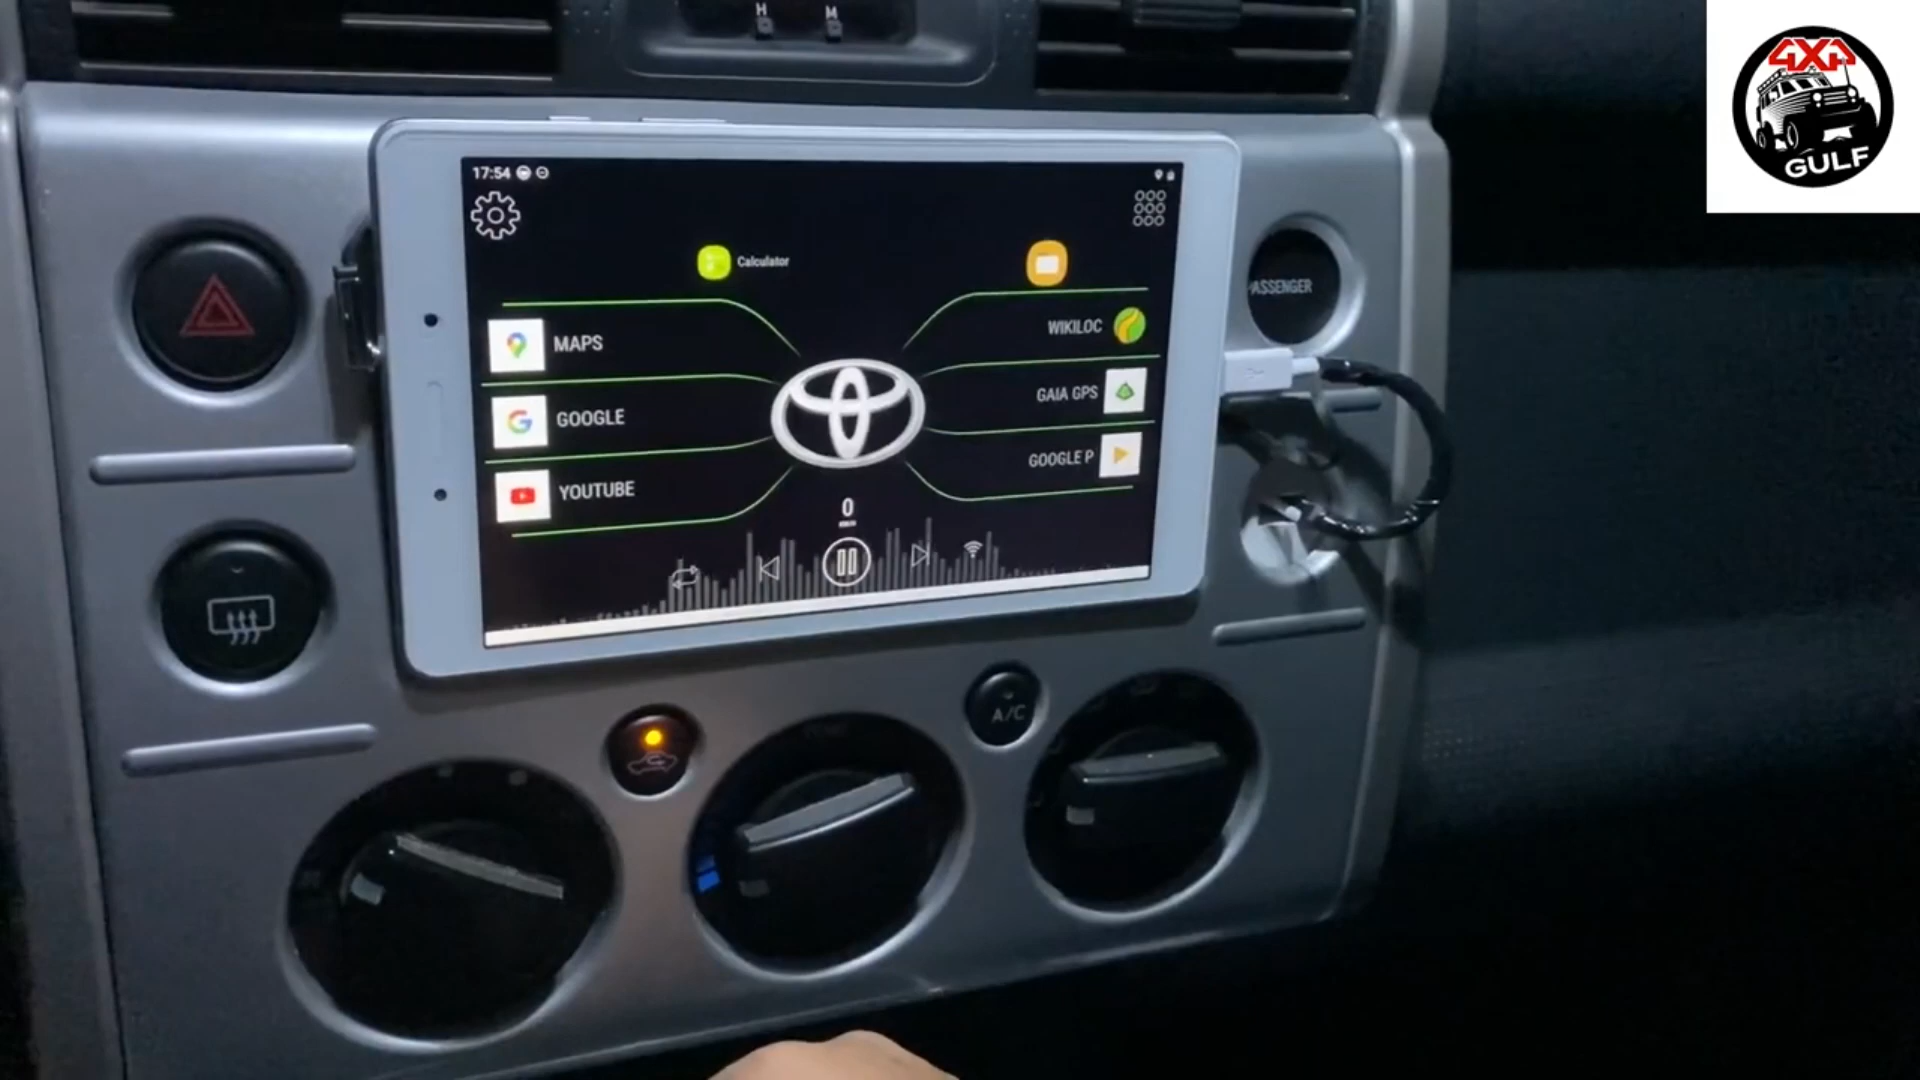 H M
4X4
GULF
17:54
Calculator
MAPS
GOOGLE
YOUTUBE
WIKILOC
GAIA GPS
GOOGLE P
0
ASSENGER
A/C